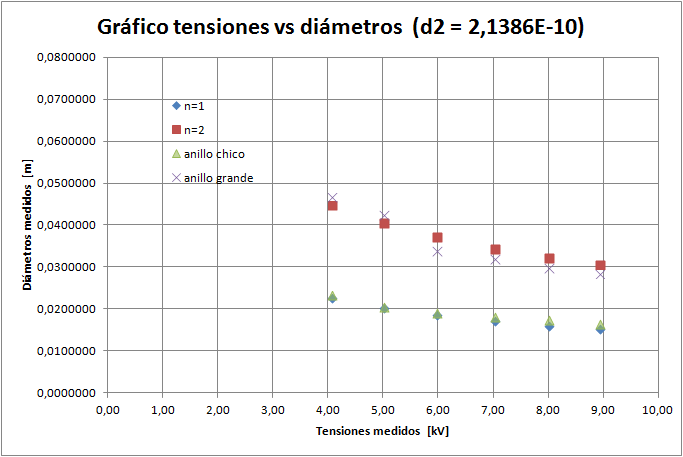 Gráfico tensiones vs diámetros (d2 = 2,1386E-10)
0,0800000
0,0700000
0,0600000
0,0500000
0,0400000
0,0300000
0,0200000
0,0100000
0,0000000
Diámetros medidos [m]
n=1
n=2
anillo chico
anillo grande
0,00 1,00 2,00 3,00 4,00 5,00 6,00 7,00 8,00 9,00 10,00
Tensiones medidos [kV]